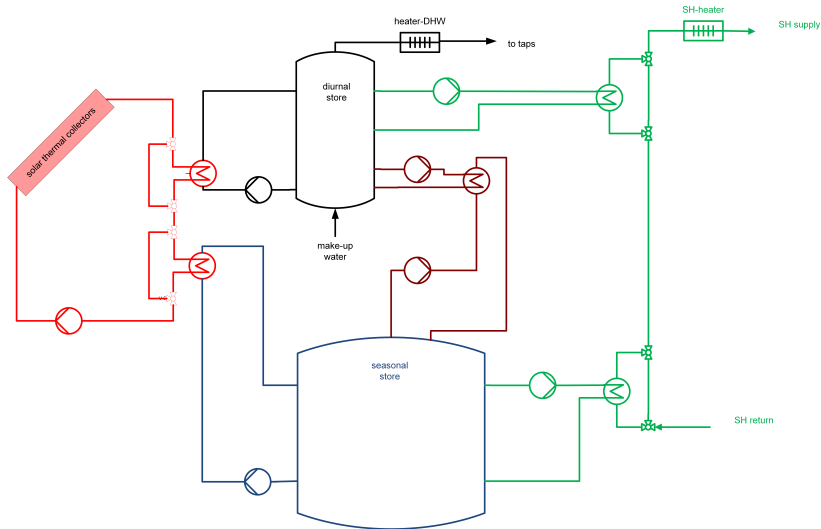 SH-heater
SH supply
heater-DHW
to taps
diurnal
store
solar thermal collectors
make-up
water
seasonal
store
SH return